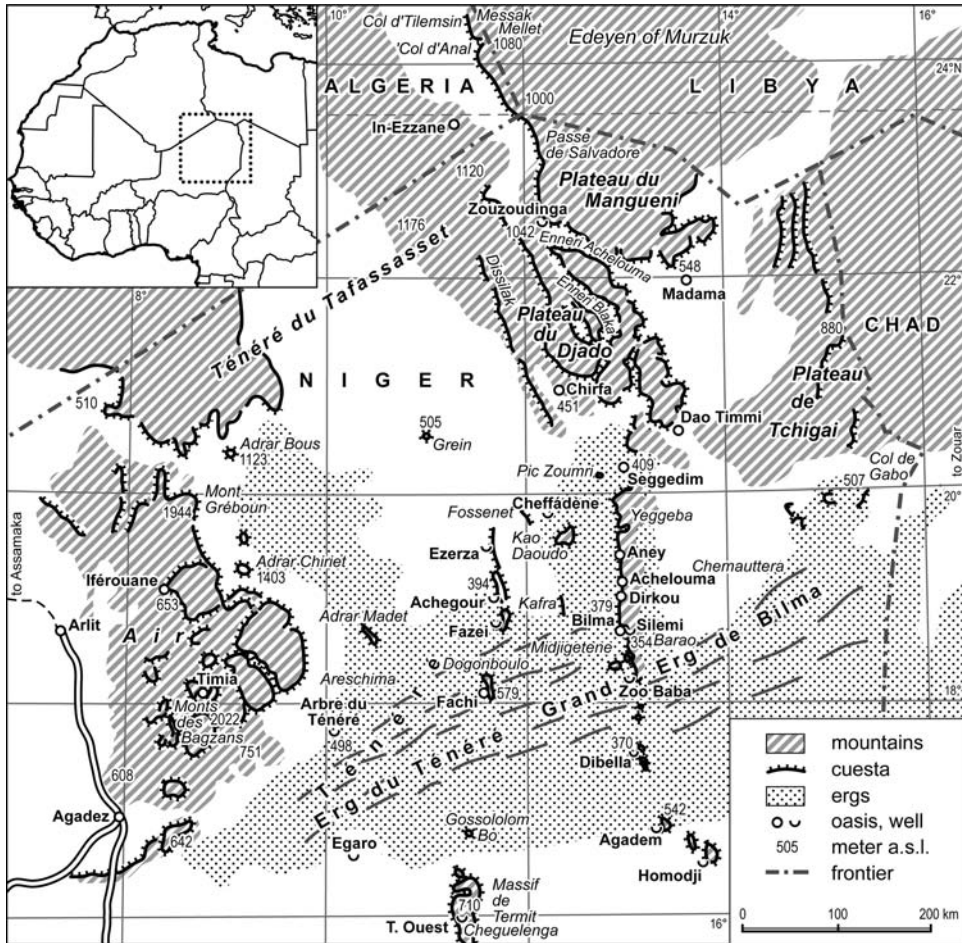 10°
14°
16°
Col d'Tilemsin
Messak
Mellet
1080
'Col d'Anal
Edeyen of Murzuk
24°N
ALGERIA
LIBYA
1000
In-Ezzane
Passe
de Salvadore
1120
Plateau du
Mangueni
Zouzoudinga
1176
1042
Enneri Achelouma
548
Madama
22°
8°
Dissilak
Enneri Blaka
Ténéré du Tafassasset
Plateau
du
Djado
880
CHAD
NIGER
Plateau
de
Tchigai
Chirfa
451
510
505
Grein
Dao Timmi
to Zouar
Adrar Bous
1123
Pic Zoumri
409
Seggedim
Col de
Gabo
507
20°
Mont
Gréboun
1944
Cheffádène
Fossenet
Yeggeba
to Assamaka
Ezerza
Kao
Daoudo
Aney
Chemauttera
Adrar Chinet
1403
Iférouane
653
394
Achelouma
Achegour
Dirkou
Kafra
379
Arlit
Adrar Madet
Fazei
Bilma
Silemi
354
Barao
Aïr
Midjigetene
Dogonboulo
Areschima
Timia
Zoo Baba
18°
Fachi
579
Grand Erg de Bilma
Monts
des
Bagzans
2022
Arbre du
Ténéré
498
Ténéré
751
370
Dibella
Erg du Ténéré
608
Agadez
542
Gossololom
Bo
Agadem
642
Egaro
Homodji
Massif
de
Termit
710
T. Ouest
Cheguelenga
16°
mountains
cuesta
ergs
oasis, well
505
meter a.s.l.
frontier
0
100
200 km